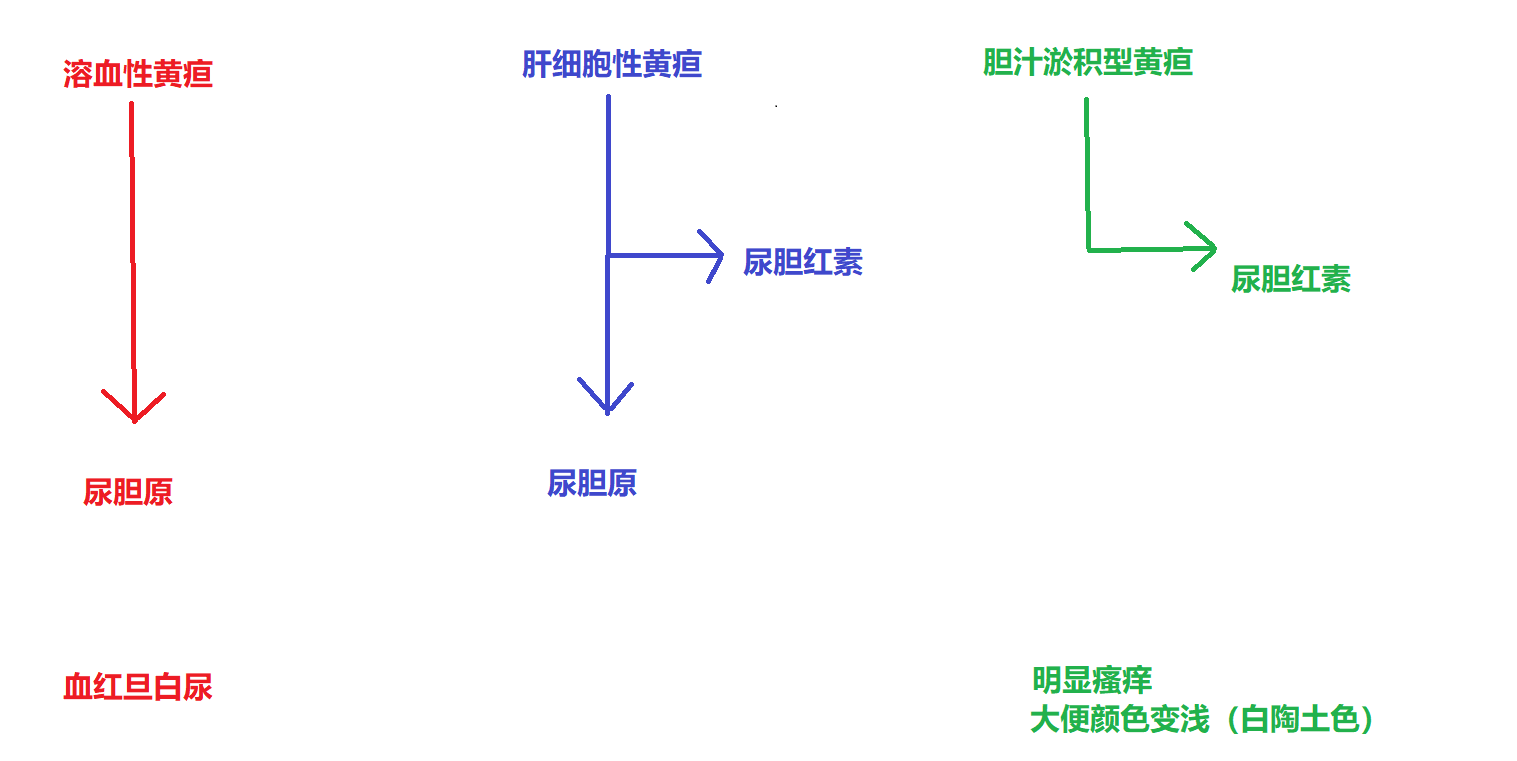 溶血性黄疸
肝细胞性黄疸
胆汁淤积型黄疸
尿胆红素
尿胆红素
尿胆原
尿胆原
血红旦白尿
明显瘙痒
大便颜色变浅（白陶土色）